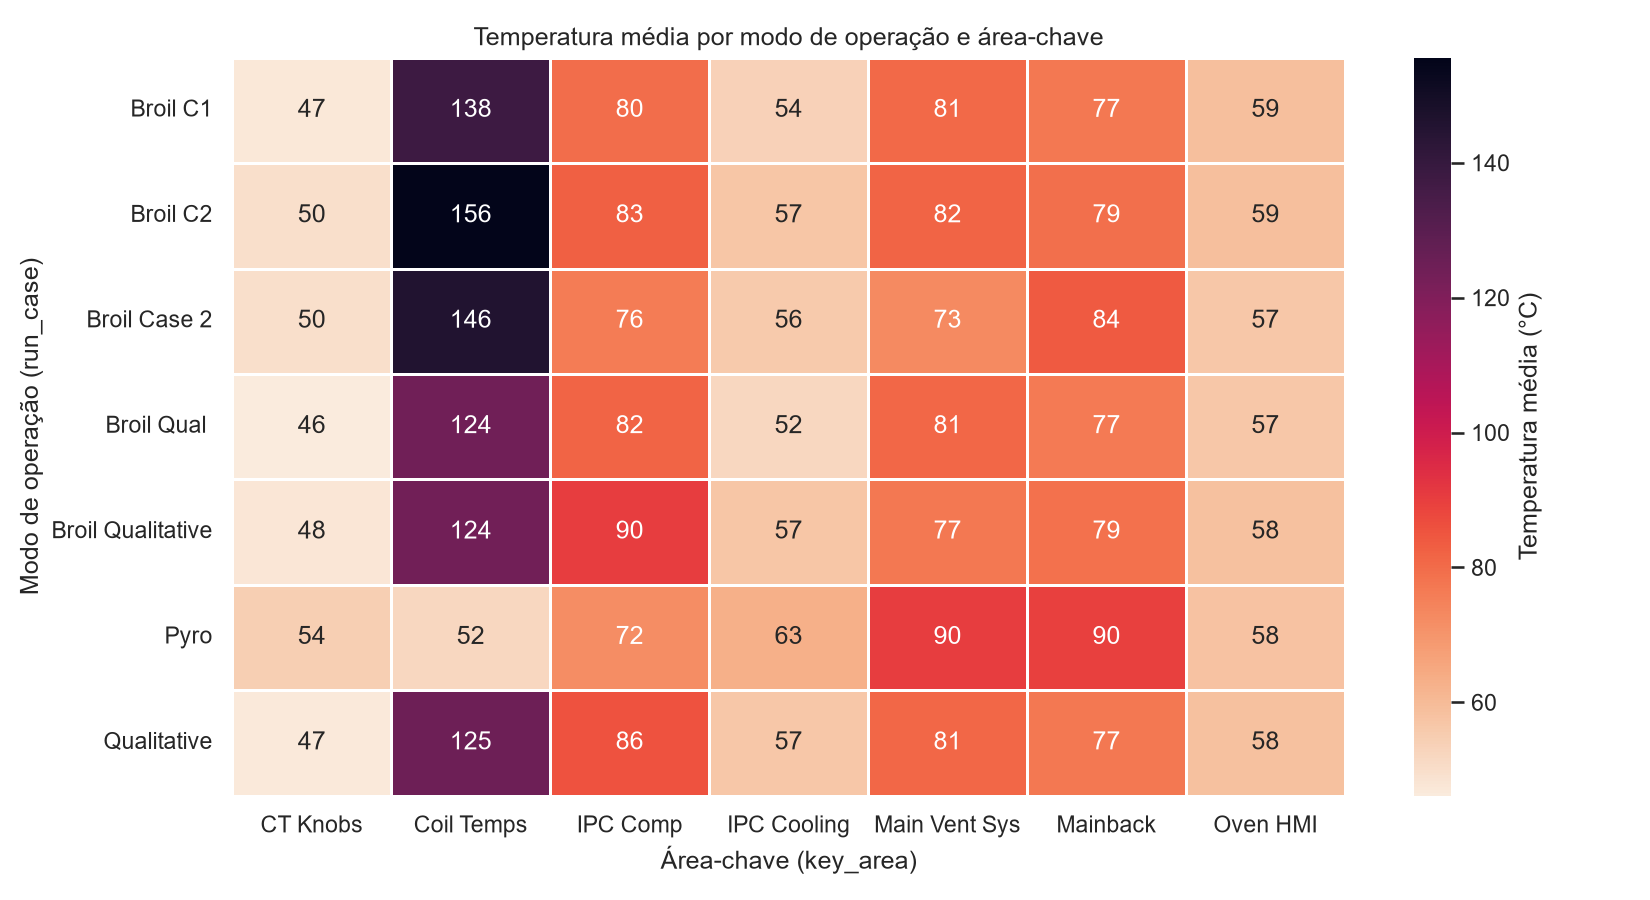 Temperatura média por modo de operação e área-chave
Modo de operação (run_case)
Broil C1 47 138 80 54 81 77 59
Broil C2 50 156 83 57 82 79 59
Broil Case 2 50 146 76 56 73 84 57
Broil Qual 46 124 82 52 81 77 57
Broil Qualitative 48 124 90 57 77 79 58
Pyro 54 52 72 63 90 90 58
Qualitative 47 125 86 57 81 77 58
CT Knobs Coil Temps IPC Comp IPC Cooling Main Vent Sys Mainback Oven HMI
Área-chave (key_area)
140
120
100
80
60
Temperatura média (°C)